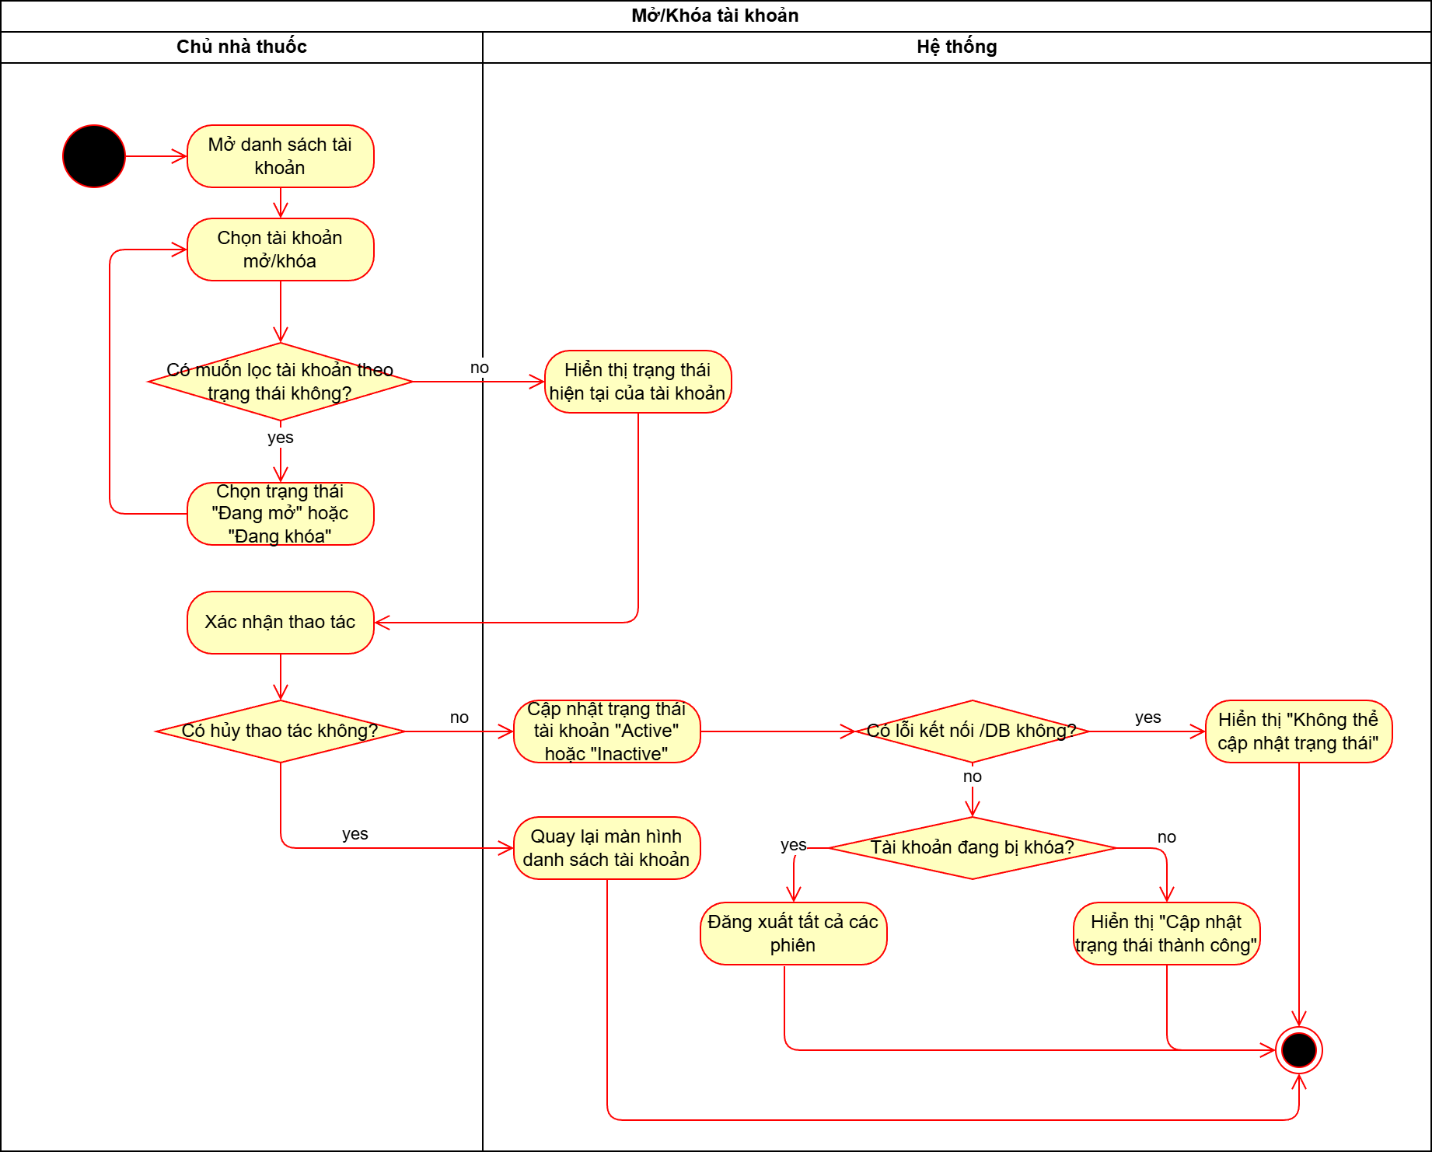 Mở/Khóa tài khoản
Chủ nhà thuốc
Hệ thống
Mở danh sách tài
khoản
Chọn tài khoản
mở/khóa
Có muốn lọc tài khoản theo
trạng thái không?
no
Hiển thị trạng thái
hiện tại của tài khoản
yes
Chọn trạng thái
"Đang mở" hoặc
"Đang khóa"
Xác nhận thao tác
Có hủy thao tác không?
no
Cập nhật trạng thái
tài khoản "Active"
hoặc "Inactive"
Có lỗi kết nối /DB không?
yes
Hiển thị "Không thể
cập nhật trạng thái"
no
yes
Quay lại màn hình
danh sách tài khoản
yes
Tài khoản đang bị khóa?
no
Đăng xuất tất cả các
phiên
Hiển thị "Cập nhật
trạng thái thành công"